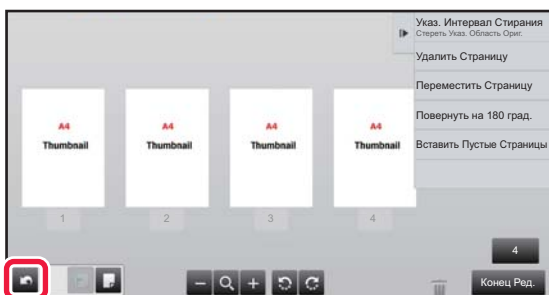 Указ. Интервал Стирания
Стереть Указ. Область Ориг.
Удалить Страницу
Переместить Страницу
Повернуть на 180 град.
Вставить Пустые Страницы
A4
Thumbnail
A4
Thumbnail
A4
Thumbnail
A4
Thumbnail
1
2
3
4
4
Конец Ред.